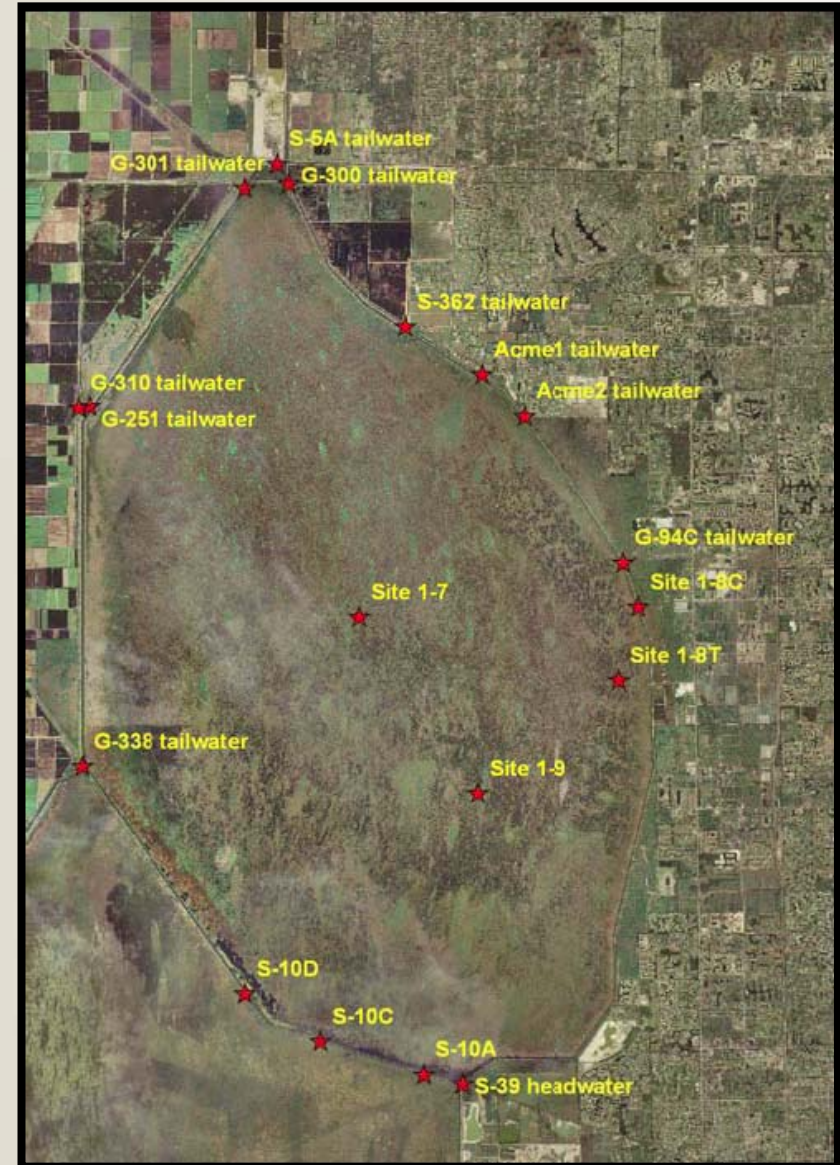 S-5A tailwater
G-301 tailwater
G-300 tailwater
S-362 tailwater
Acme1 tailwater
G-310 tailwater
Acme2 tailwater
G-251 tailwater
G-94C tailwater
Site 1-7
Site 1-8C
Site 1-8T
G-338 tailwater
Site 1-9
S-10D
S-10C
S-10A
S-39 headwater